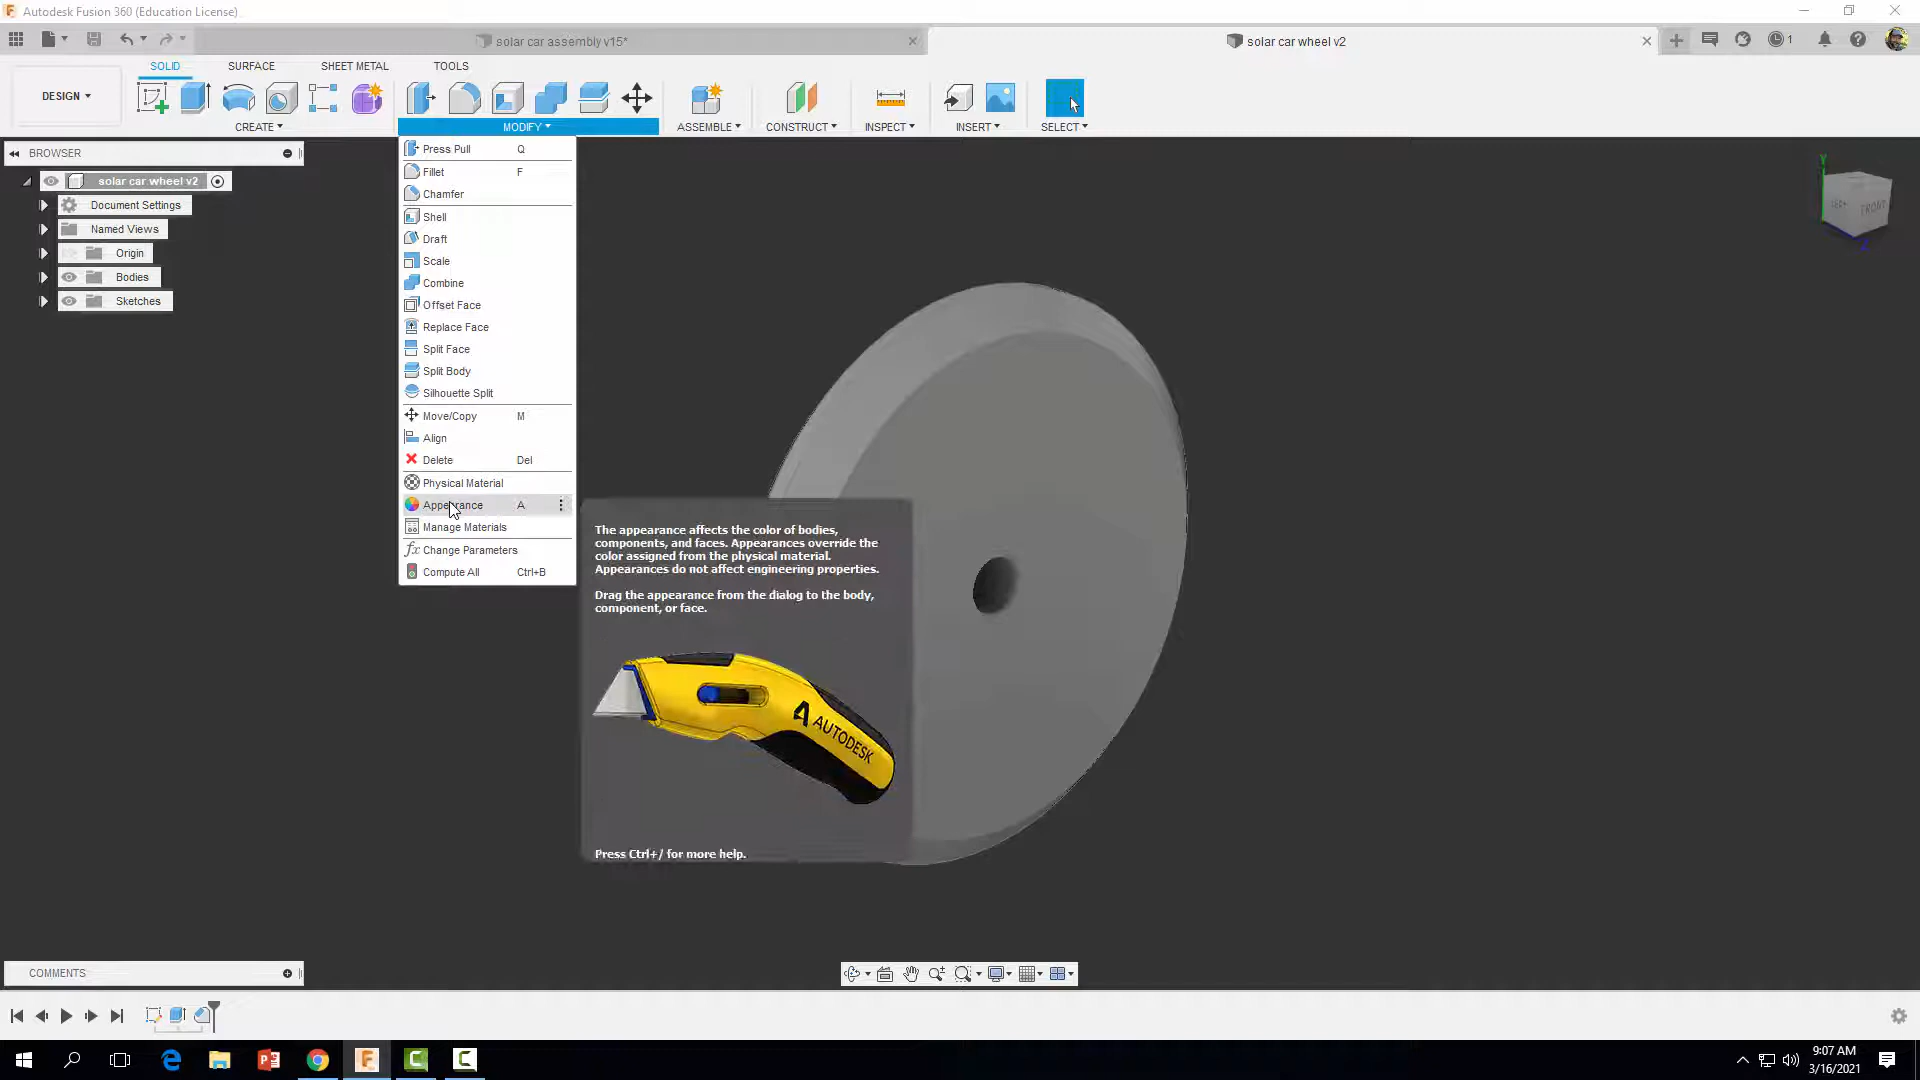 Autodesk Fusion 360 (Education License)
solar car assembly v15*
solar car wheel v2
1
DESIGN
SOLID SURFACE SHEET METAL TOOLS
CREATE MODIFY ASSEMBLE CONSTRUCT INSPECT INSERT SELECT
BROWSER
solar car wheel v2
Document Settings
Named Views
Origin
Bodies
Sketches
Press Pull Q
Fillet F
Chamfer
Shell
Draft
Scale
Combine
Offset Face
Replace Face
Split Face
Split Body
Silhouette Split
Move/Copy M
Align
Delete Del
Physical Material
Appearance A
Manage Materials
Change Parameters
Compute All Ctrl+B
The appearance affects the color of bodies,
components, and faces. Appearances override the
color assigned from the physical material.
Appearances do not affect engineering properties.
Drag the appearance from the dialog to the body,
component, or face.
AUTODESK
Press Ctrl+/ for more help.
Y
LEFT FRONT
Z
COMMENTS
9:07 AM
3/16/2021